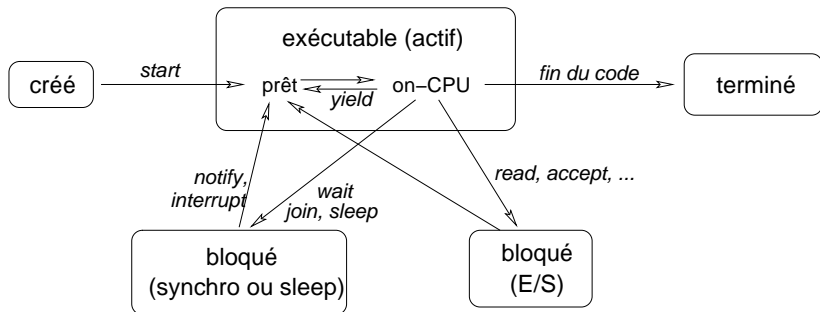 exécutable (actif)
créé
start
prêt
yield
on–CPU
fin du code
terminé
notify,
interrupt
wait
join, sleep
read, accept, ...
bloqué
(synchro ou sleep)
bloqué
(E/S)